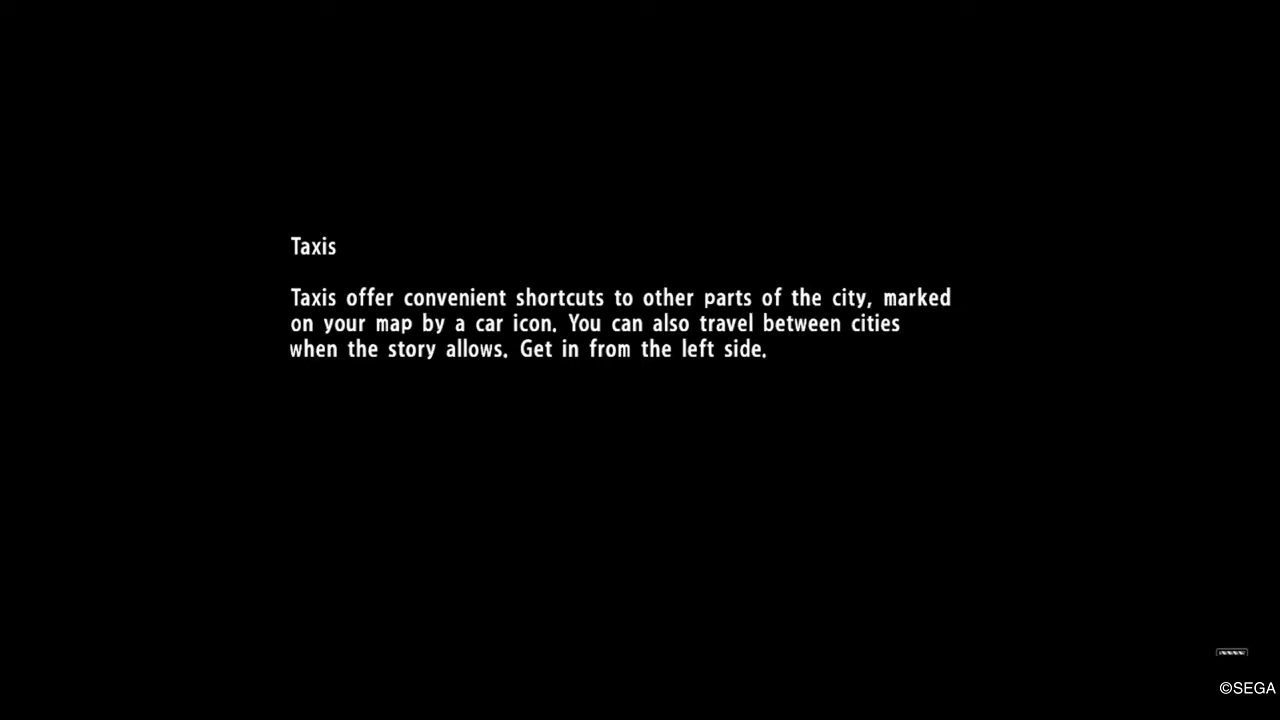 Taxis
Taxis offer convenient shortcuts to other parts of the city, marked
on your map by a car icon. You can also travel between cities
when the story allows. Get in from the left side.
©SEGA